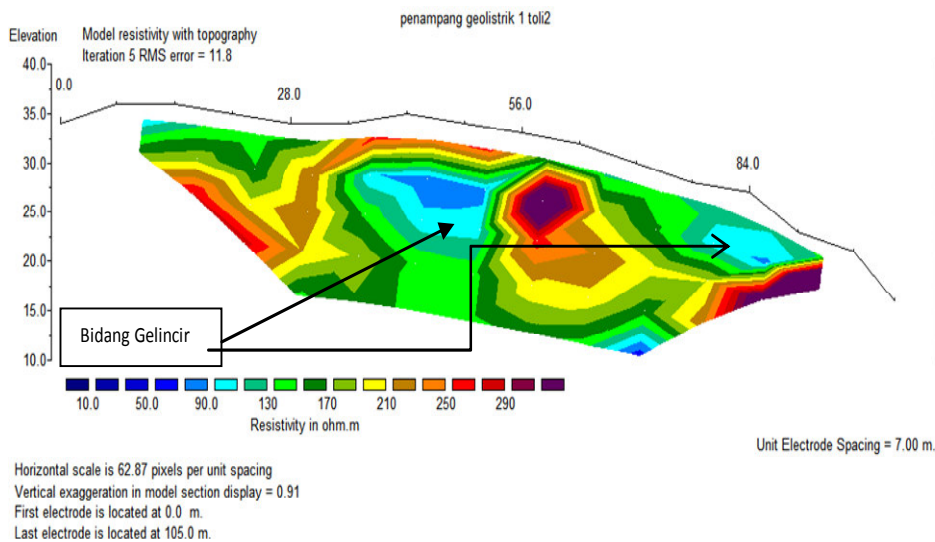 penampang geolistrik 1 toli2
Elevation
Model resistivity with topography
Iteration 5 RMS error = 11.8
40.0
0.0
28.0
56.0
84.0
35.0
30.0
25.0
20.0
15.0
10.0
Bidang Gelincir
10.0 50.0 90.0 130 170 210 250 290
Resistivity in ohm.m
Unit Electrode Spacing = 7.00 m.
Horizontal scale is 62.87 pixels per unit spacing
Vertical exaggeration in model section display = 0.91
First electrode is located at 0.0 m.
Last electrode is located at 105.0 m.